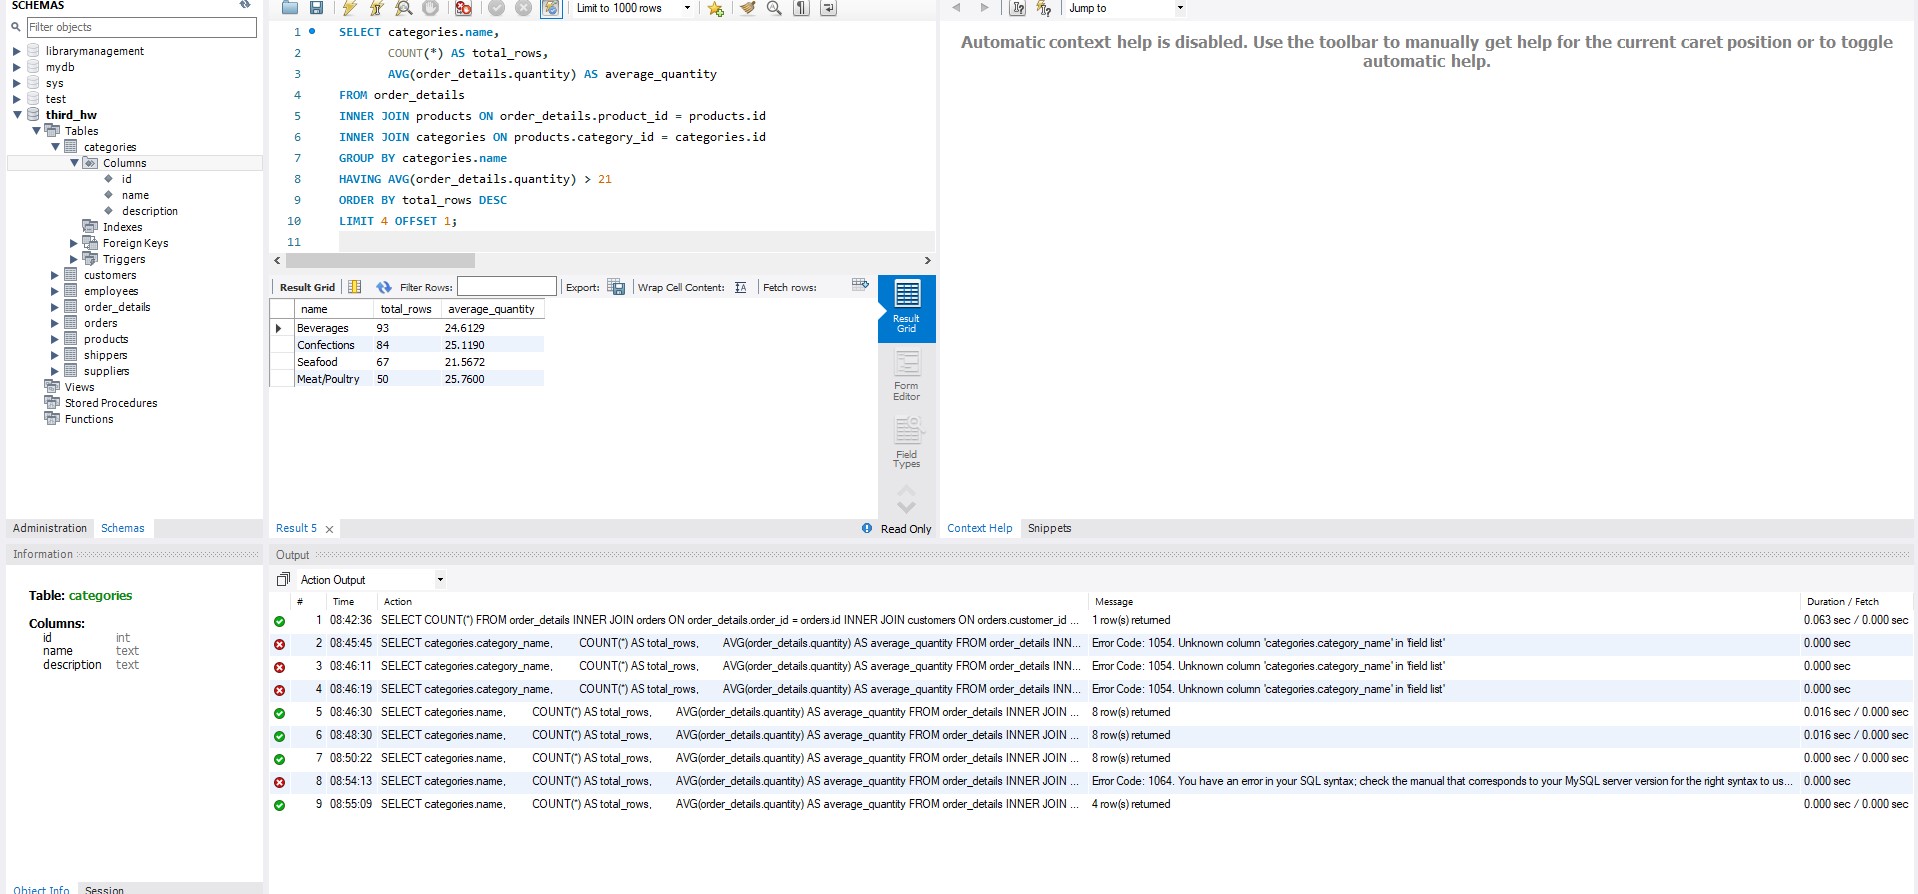 SCHEMAS
Filter objects
librarymanagement
mydb
sys
test
third_hw
Tables
categories
Columns
id
name
description
Indexes
Foreign Keys
Triggers
customers
employees
order_details
orders
products
shippers
suppliers
Views
Stored Procedures
Functions
Administration Schemas
Information
Table: categories
Columns:
id int
name text
description text
Object Info Session
Limit to 1000 rows
1 SELECT categories.name,
2 COUNT(*) AS total_rows,
3 AVG(order_details.quantity) AS average_quantity
4 FROM order_details
5 INNER JOIN products ON order_details.product_id = products.id
6 INNER JOIN categories ON products.category_id = categories.id
7 GROUP BY categories.name
8 HAVING AVG(order_details.quantity) > 21
9 ORDER BY total_rows DESC
10 LIMIT 4 OFFSET 1;
11
Result Grid Filter Rows: Export: Wrap Cell Content: Fetch rows:
name total_rows average_quantity
Beverages 93 24.6129
Confections 84 25.1190
Seafood 67 21.5672
Meat/Poultry 50 25.7600
Result
Grid
Form
Editor
Field
Types
Result 5 Read Only
Jump to
Automatic context help is disabled. Use the toolbar to manually get help for the current caret position or to toggle
automatic help.
Context Help Snippets
Output
Action Output
# Time Action Message Duration / Fetch
1 08:42:36 SELECT COUNT(*) FROM order_details INNER JOIN orders ON order_details.order_id = orders.id INNER JOIN customers ON orders.customer_id ... 1 row(s) returned 0.063 sec / 0.000 sec
2 08:45:45 SELECT categories.category_name, COUNT(*) AS total_rows, AVG(order_details.quantity) AS average_quantity FROM order_details INN... Error Code: 1054. Unknown column 'categories.category_name' in 'field list' 0.000 sec
3 08:46:11 SELECT categories.category_name, COUNT(*) AS total_rows, AVG(order_details.quantity) AS average_quantity FROM order_details INN... Error Code: 1054. Unknown column 'categories.category_name' in 'field list' 0.000 sec
4 08:46:19 SELECT categories.category_name, COUNT(*) AS total_rows, AVG(order_details.quantity) AS average_quantity FROM order_details INN... Error Code: 1054. Unknown column 'categories.category_name' in 'field list' 0.000 sec
5 08:46:30 SELECT categories.name, COUNT(*) AS total_rows, AVG(order_details.quantity) AS average_quantity FROM order_details INNER JOIN ... 8 row(s) returned 0.016 sec / 0.000 sec
6 08:48:30 SELECT categories.name, COUNT(*) AS total_rows, AVG(order_details.quantity) AS average_quantity FROM order_details INNER JOIN ... 8 row(s) returned 0.016 sec / 0.000 sec
7 08:50:22 SELECT categories.name, COUNT(*) AS total_rows, AVG(order_details.quantity) AS average_quantity FROM order_details INNER JOIN ... 8 row(s) returned 0.000 sec / 0.000 sec
8 08:54:13 SELECT categories.name, COUNT(*) AS total_rows, AVG(order_details.quantity) AS average_quantity FROM order_details INNER JOIN ... Error Code: 1064. You have an error in your SQL syntax; check the manual that corresponds to your MySQL server version for the right syntax to us... 0.000 sec
9 08:55:09 SELECT categories.name, COUNT(*) AS total_rows, AVG(order_details.quantity) AS average_quantity FROM order_details INNER JOIN ... 4 row(s) returned 0.000 sec / 0.000 sec